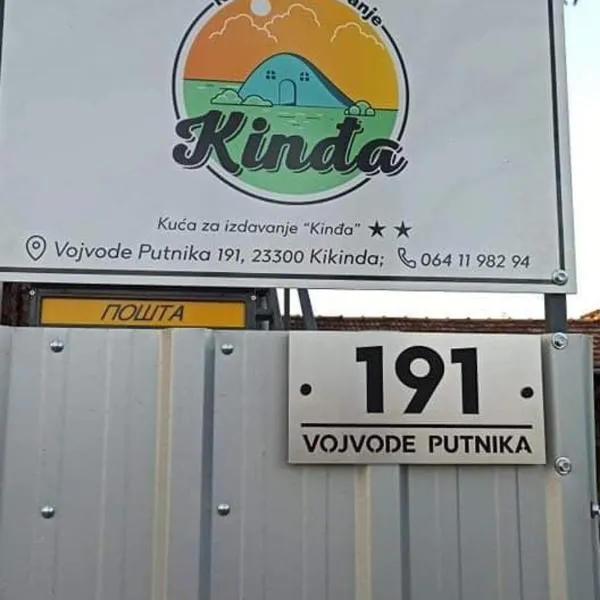 Kinđa
Kuća za izdavanje "Kinđa" ★ ★
Vojvode Putnika 191, 23300 Kikinda; 064 11 982 94
ПОШТА
191
VOJVODE PUTNIKA